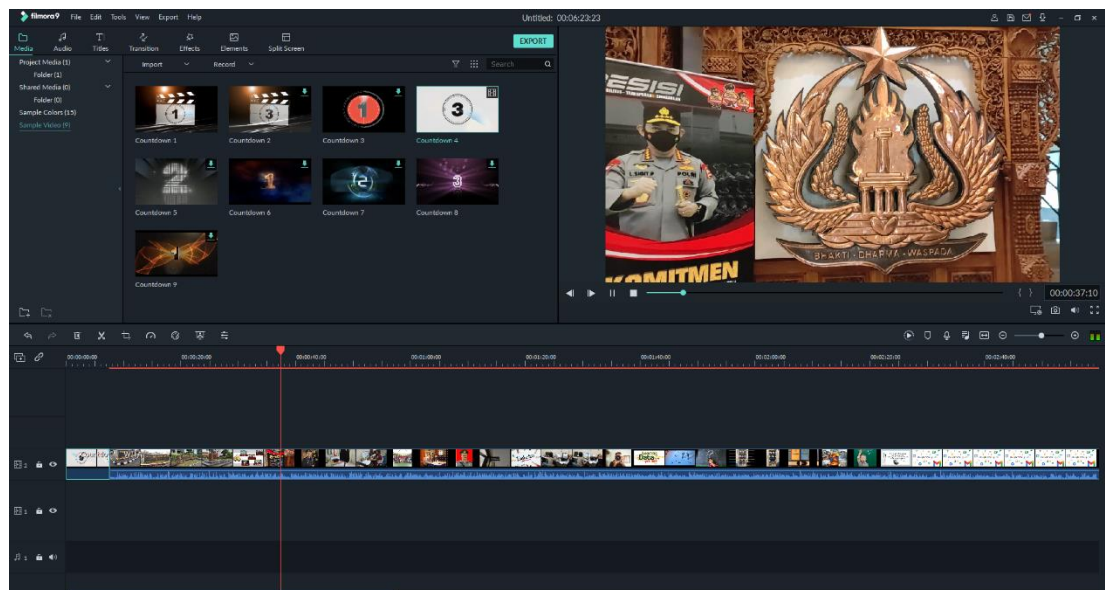 filmora9 File Edit Tools View Export Help Untitled: 00:06:23:23
Media Audio Titles Transition Effects Elements Split Screen EXPORT
Project Media (1)
Folder (1)
Shared Media (0)
Folder (0)
Sample Colors (15)
Sample Video (9)
Import Record Search
Countdown 1 Countdown 2 Countdown 3 Countdown 4
Countdown 5 Countdown 6 Countdown 7 Countdown 8
Countdown 9
ESISI
POLRI
KOMITMEN
BHAKTI - DHARMA - WASPADA
00:00:37:10
00:00:00:00 00:00:20:00 00:00:40:00 00:01:00:00 00:01:20:00 00:01:40:00 00:02:00:00 00:02:20:00 00:02:40:00
Data